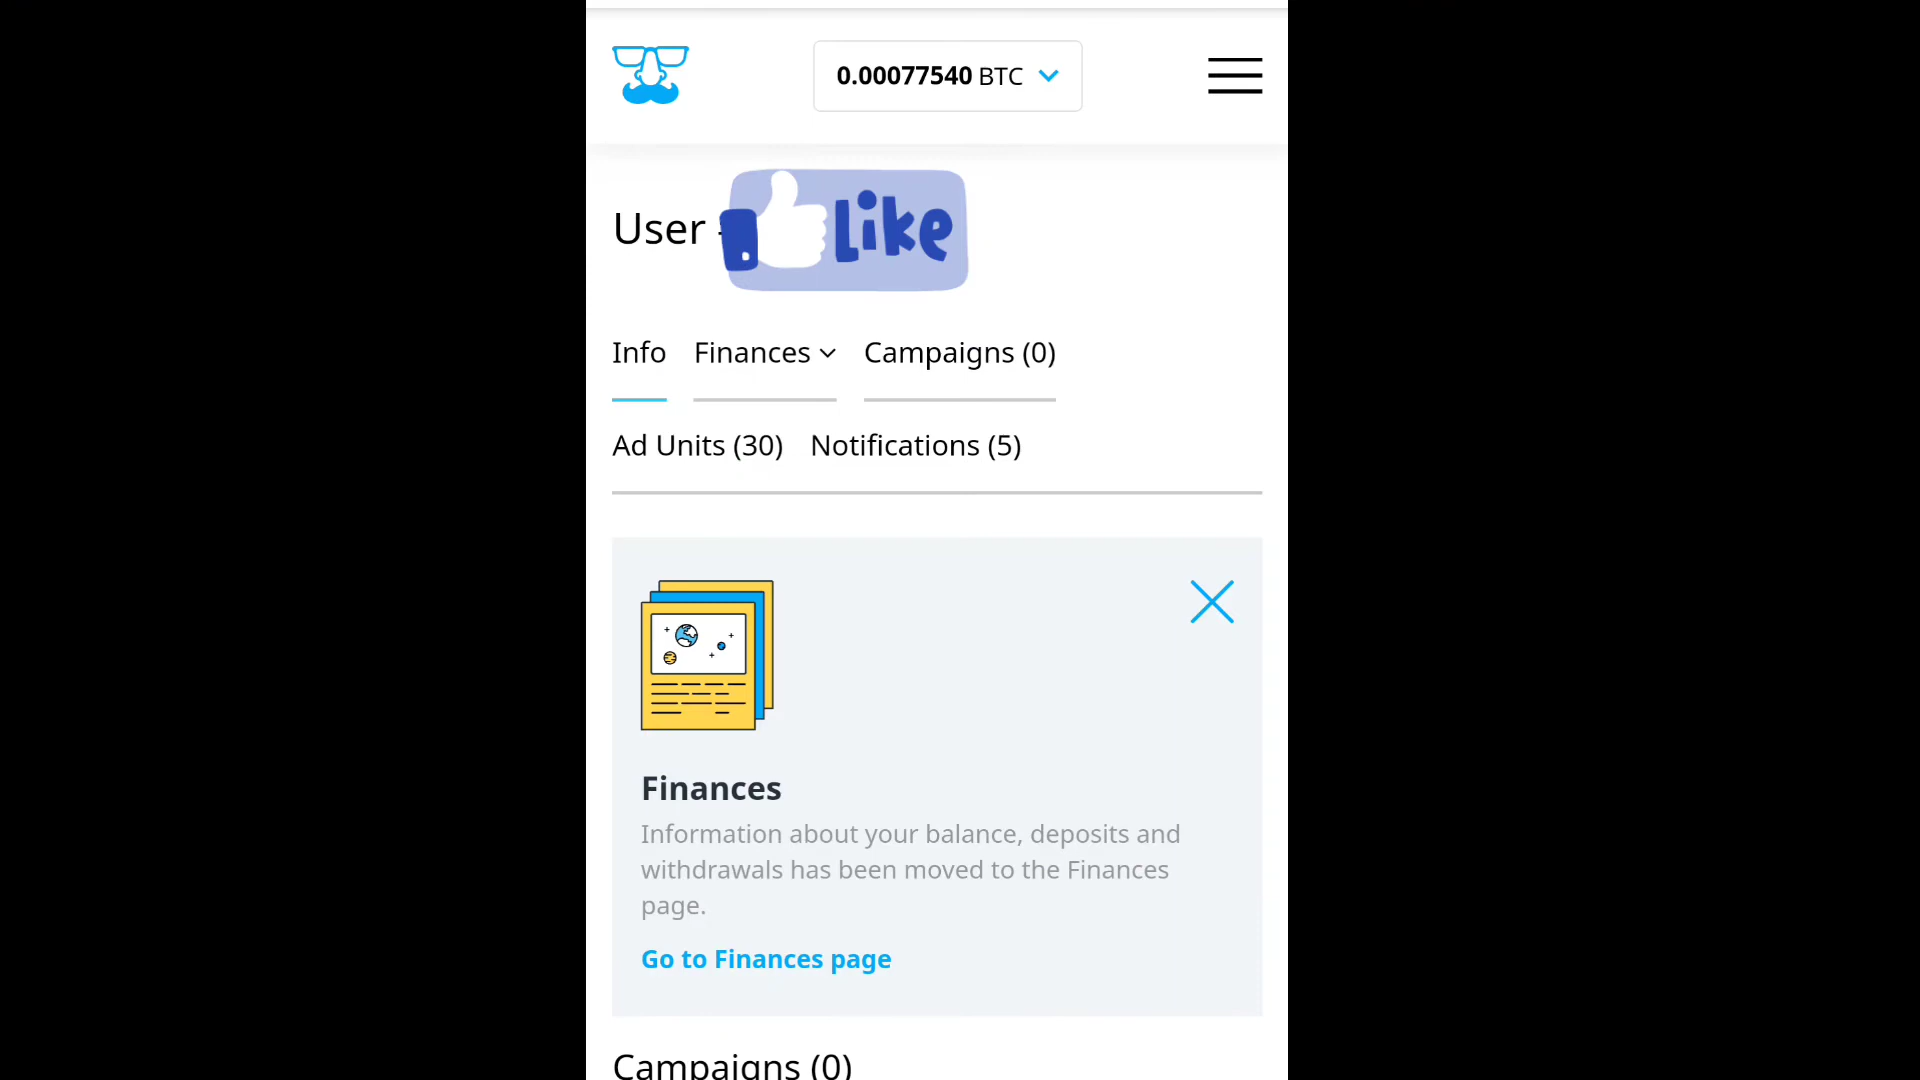 0.00077540 BTC
User
Like
Info Finances Campaigns (0)
Ad Units (30) Notifications (5)
Finances
Information about your balance, deposits and
withdrawals has been moved to the Finances
page.
Go to Finances page
Campaigns (0)